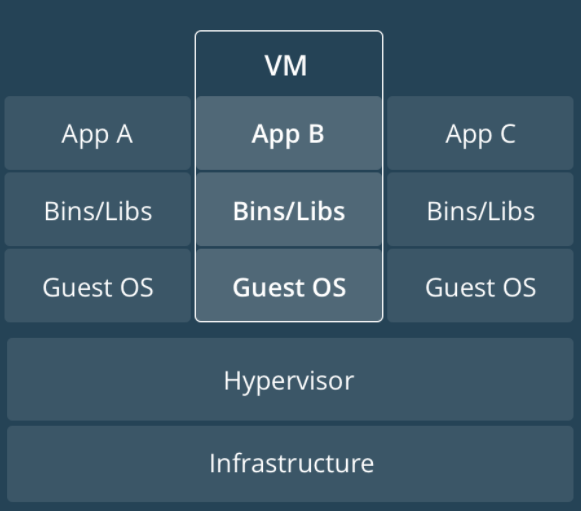 VM
App A
App B
App C
Bins/Libs
Bins/Libs
Bins/Libs
Guest OS
Guest OS
Guest OS
Hypervisor
Infrastructure